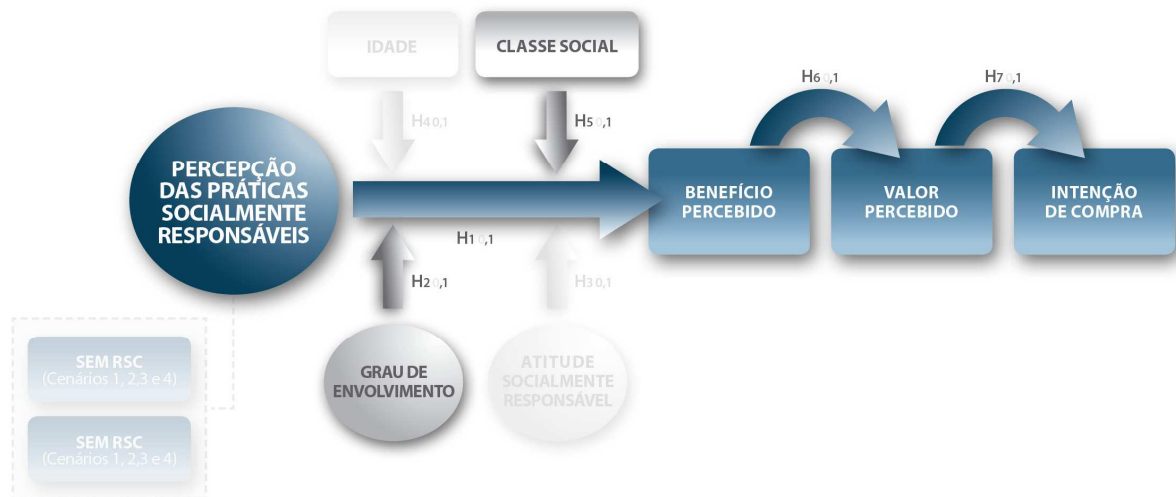 IDADE
CLASSE SOCIAL
H4 0,1
H5 0,1
H6 0,1
H7 0,1
PERCEPÇÃO
DAS PRÁTICAS
SOCIALMENTE
RESPONSÁVEIS
BENEFÍCIO
PERCEBIDO
VALOR
PERCEBIDO
INTENÇÃO
DE COMPRA
H1 0,1
H2 0,1
H3 0,1
GRAU DE
ENVOLVIMENTO
ATITUDE
SOCIALMENTE
RESPONSÁVEL
SEM RSC
(Cenários 1, 2,3 e 4)
SEM RSC
(Cenários 1, 2,3 e 4)